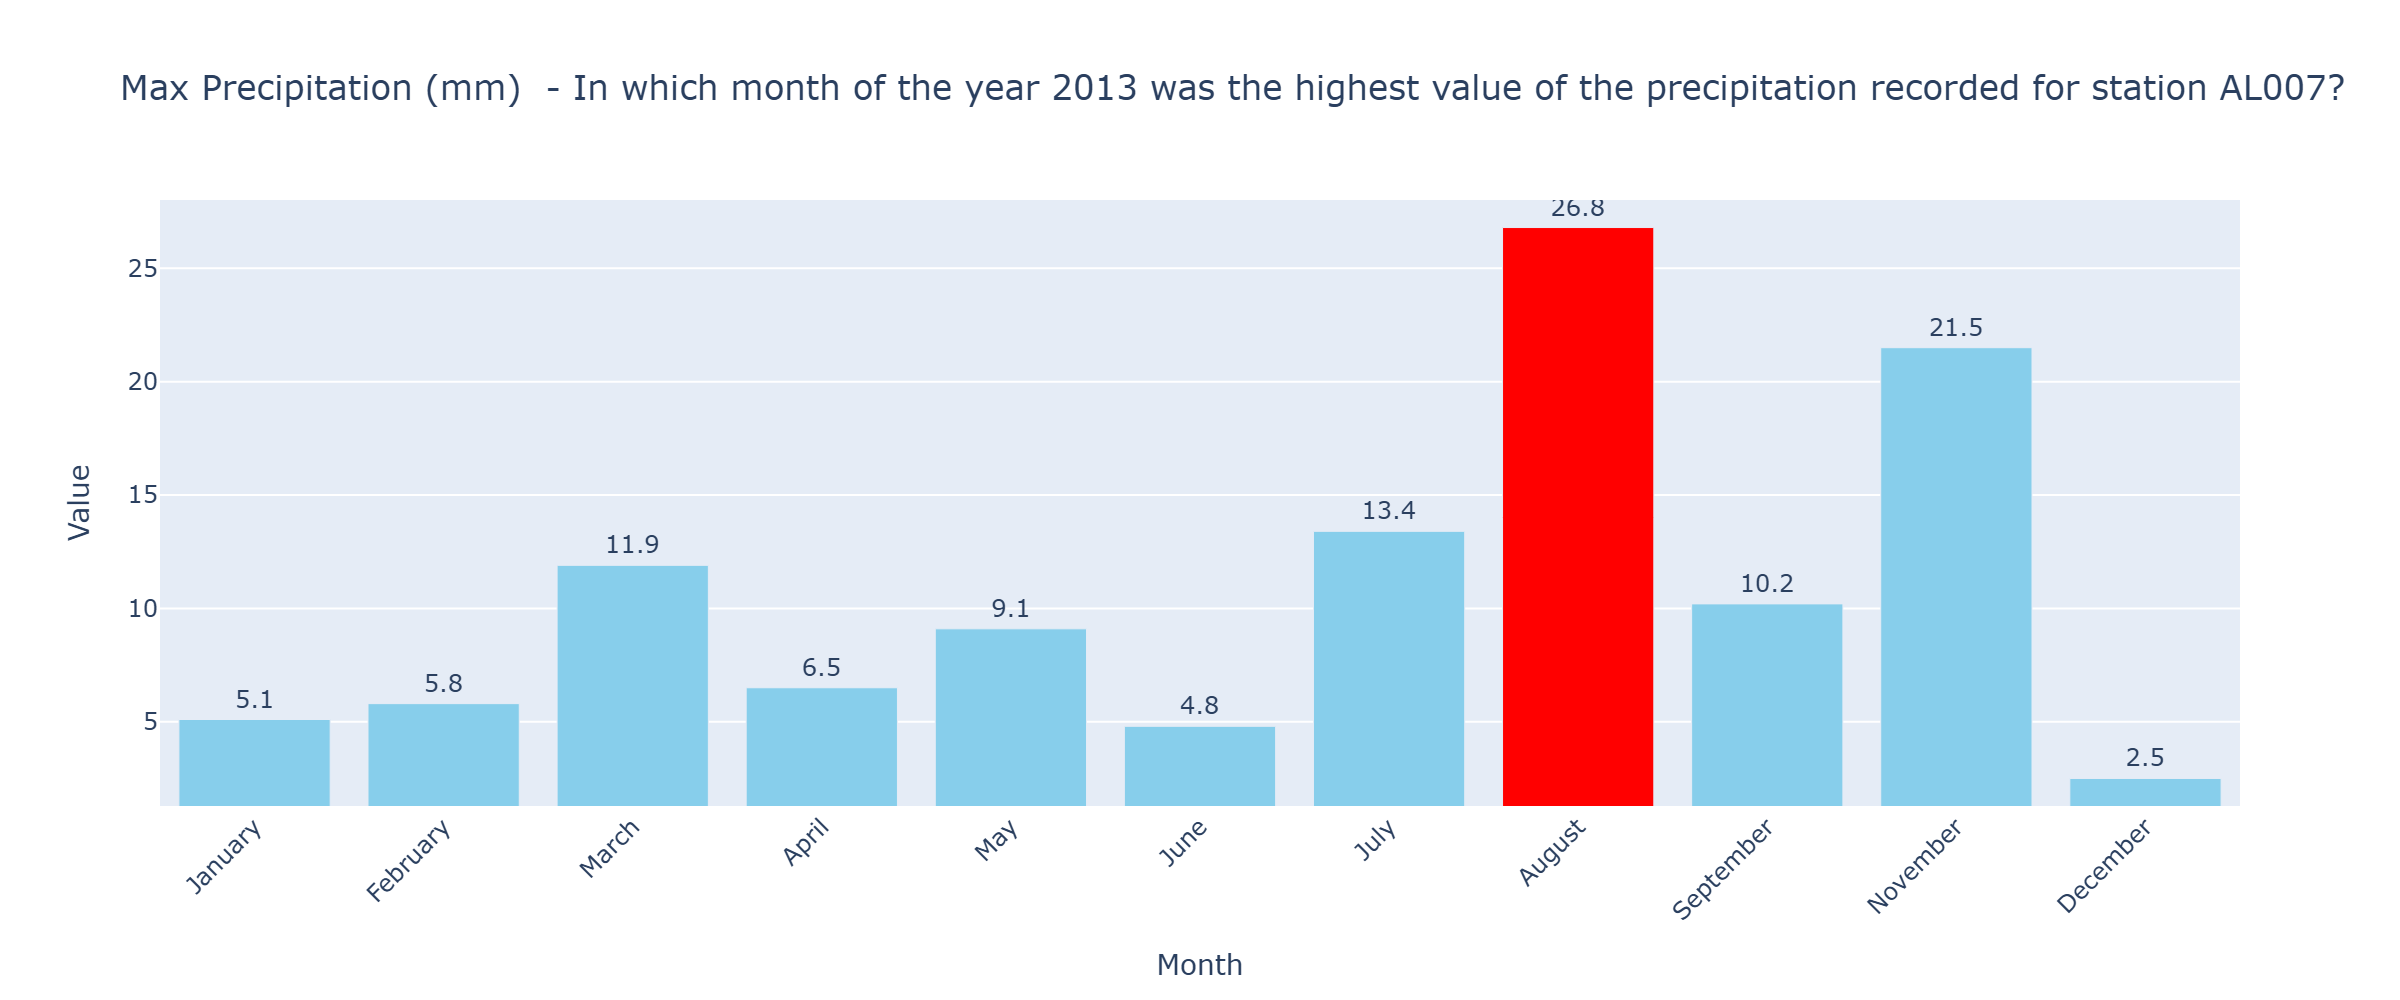 Max Precipitation (mm)  - In which month of the year 2013 was the highest value of the precipitation recorded for station AL007?
26.8
25
21.5
20
Value
15
13.4
11.9
10.2
10
9.1
6.5
5.8
5.1
4.8
5
2.5
January
February
March
April
May
June
July
August
September
November
December
Month